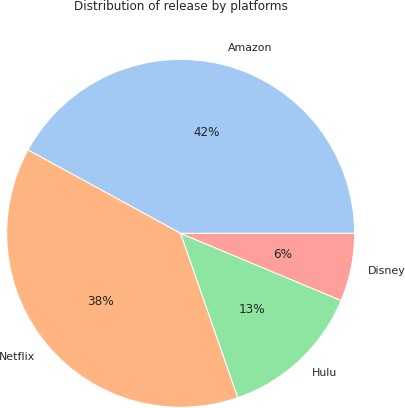 Distribution of release by platforms
Amazon
42%
38%
Netflix
13%
Hulu
6%
Disney